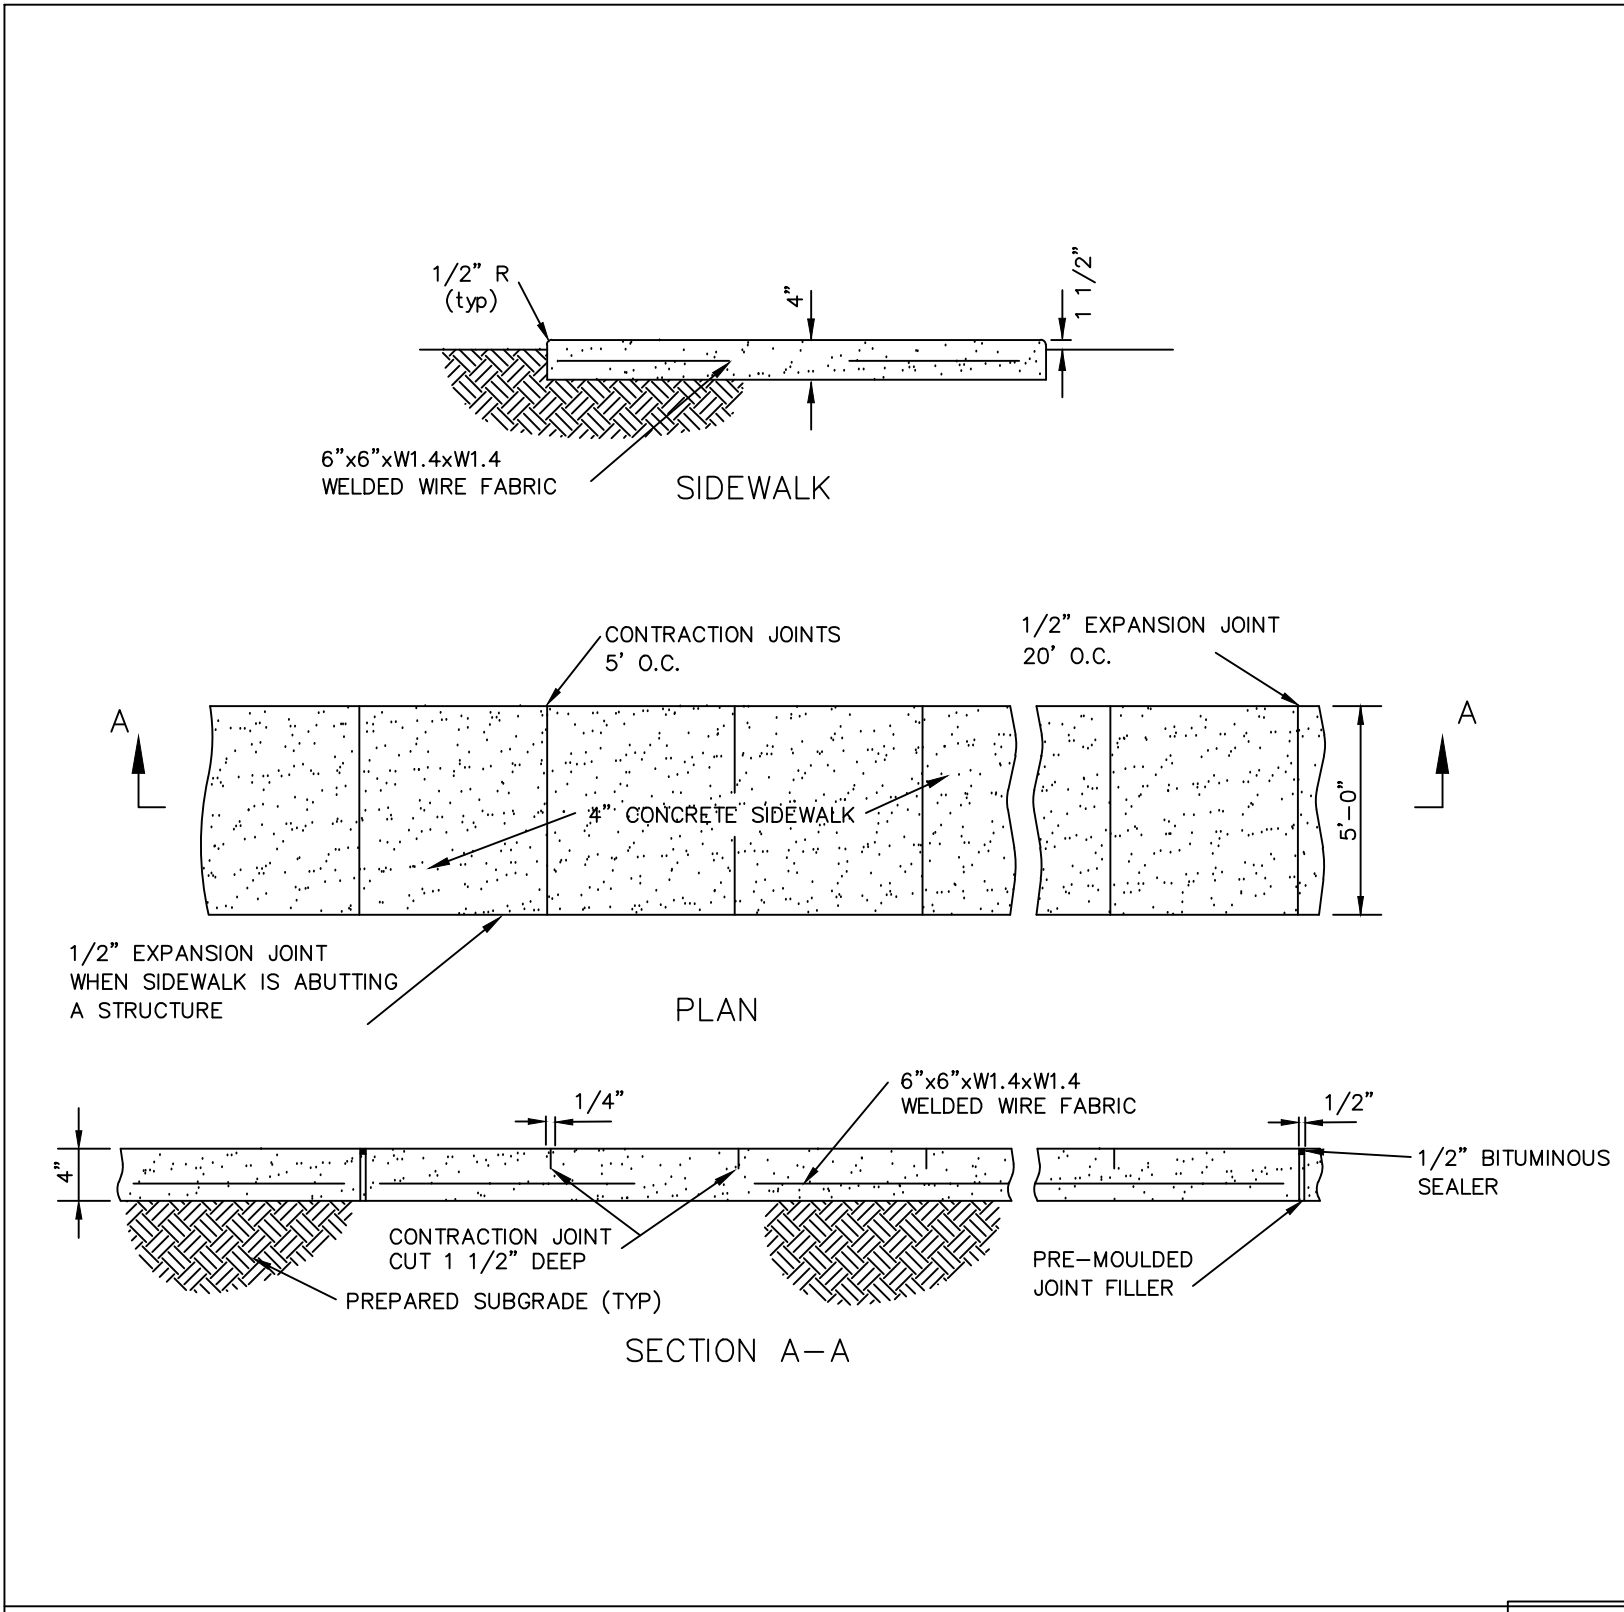 1/2" R
(typ)
4"
1 1/2"
6"x6"xW1.4xW1.4
WELDED WIRE FABRIC
SIDEWALK
CONTRACTION JOINTS
5' O.C.
1/2" EXPANSION JOINT
20' O.C.
A
A
4" CONCRETE SIDEWALK
5'-0"
1/2" EXPANSION JOINT
WHEN SIDEWALK IS ABUTTING
A STRUCTURE
PLAN
6"x6"xW1.4xW1.4
WELDED WIRE FABRIC
1/4"
1/2"
4"
1/2" BITUMINOUS
SEALER
CONTRACTION JOINT
CUT 1 1/2" DEEP
PRE-MOULDED
JOINT FILLER
PREPARED SUBGRADE (TYP)
SECTION A-A